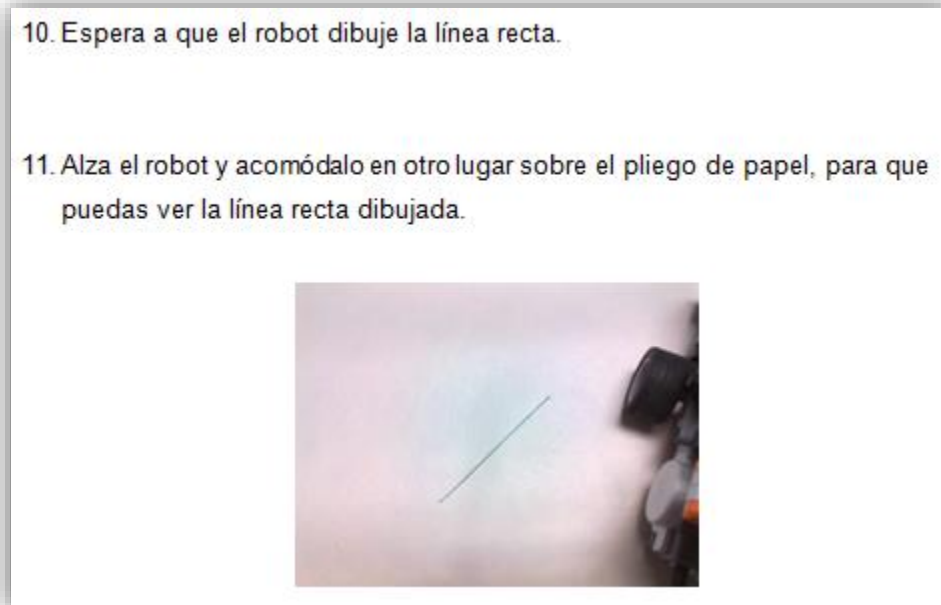 10. Espera a que el robot dibuje la línea recta.
11. Alza el robot y acomódalo en otro lugar sobre el pliego de papel, para que
puedas ver la línea recta dibujada.